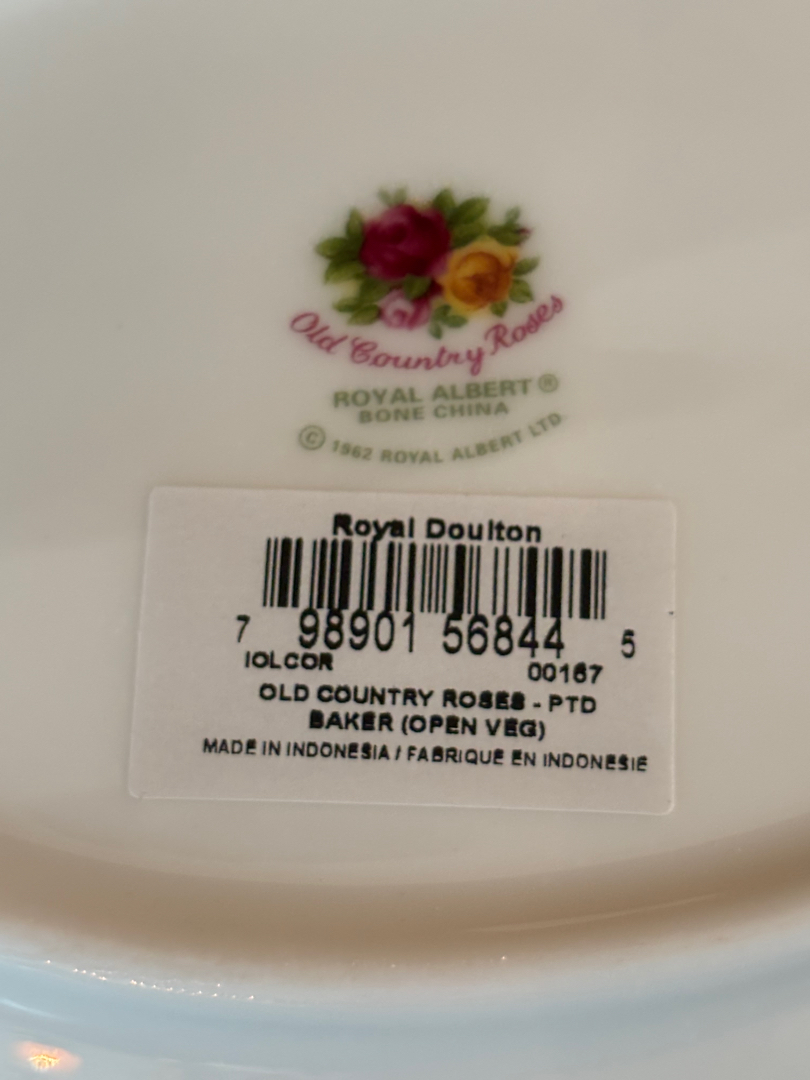 Old Country Roses
ROYAL ALBERT ®
BONE CHINA
© 1962 ROYAL ALBERT LTD.
Royal Doulton
7 98901 56844 5
IOLCOR 00167
OLD COUNTRY ROSES - PTD
BAKER (OPEN VEG)
MADE IN INDONESIA / FABRIQUE EN INDONESIE